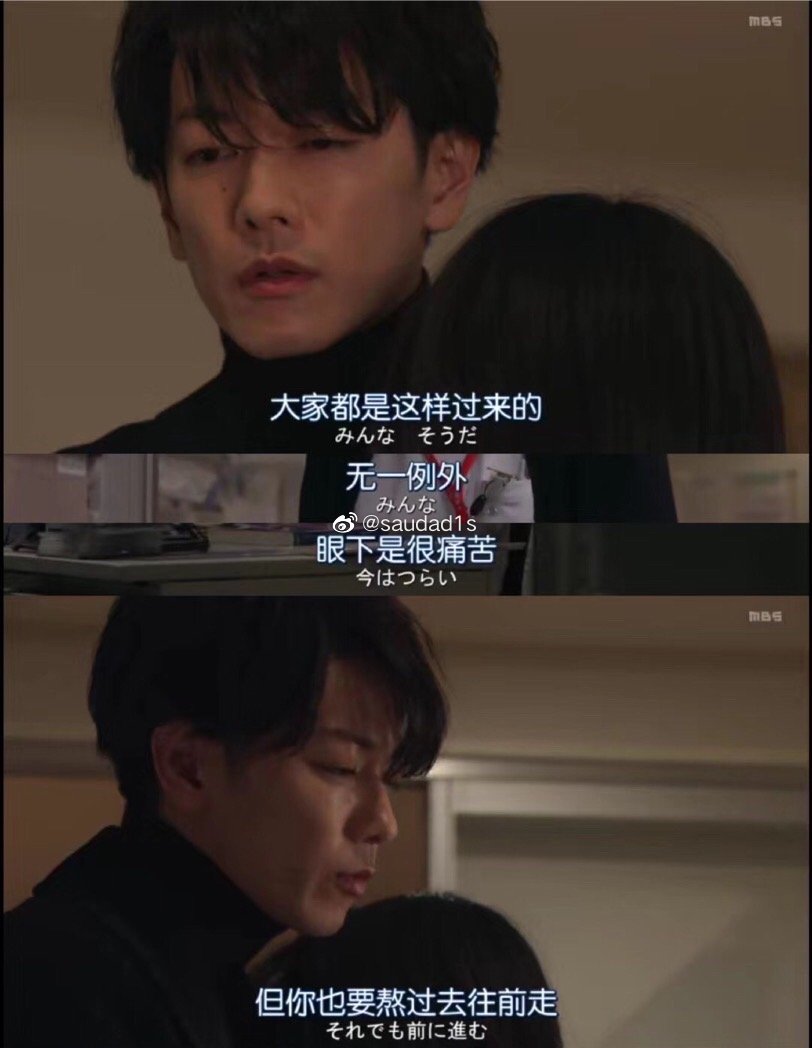 MBS
大家都是这样过来的
みんな　そうだ
无一例外
みんな
@saudad1s
眼下是很痛苦
今はつらい
MBS
但你也要熬过去往前走
それでも前に進む